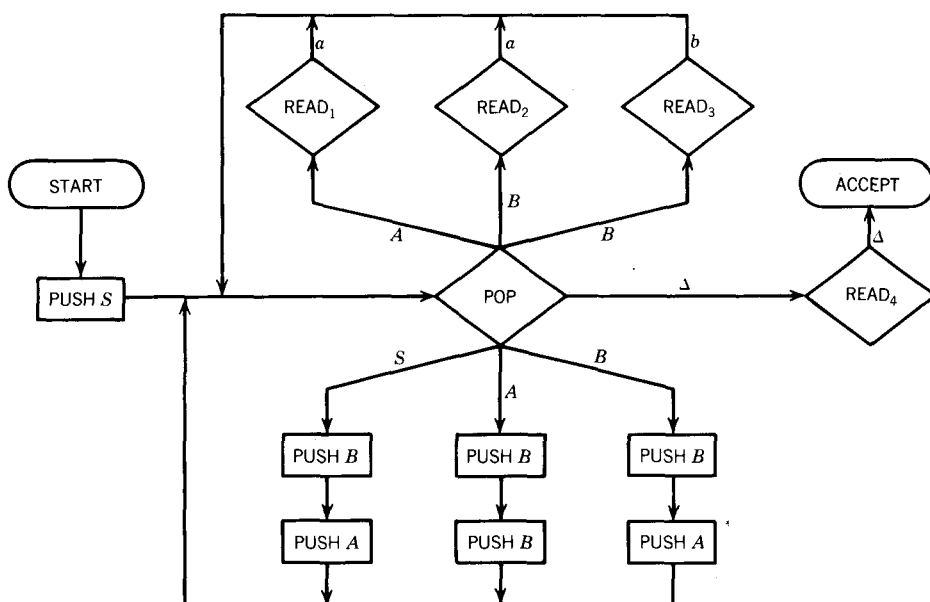 a
a
b
READ₁
READ₂
READ₃
START
ACCEPT
A
B
B
Δ
PUSH S
POP
Δ
READ₄
S
A
B
PUSH B
PUSH B
PUSH B
PUSH A
PUSH B
PUSH A